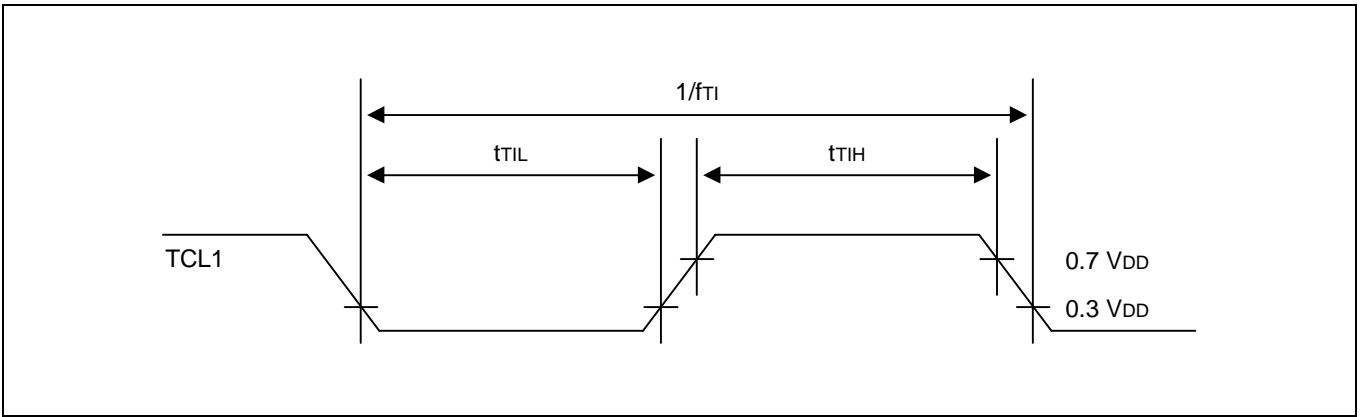 1/fTI
tTIL
tTIH
TCL1
0.7 VDD
0.3 VDD